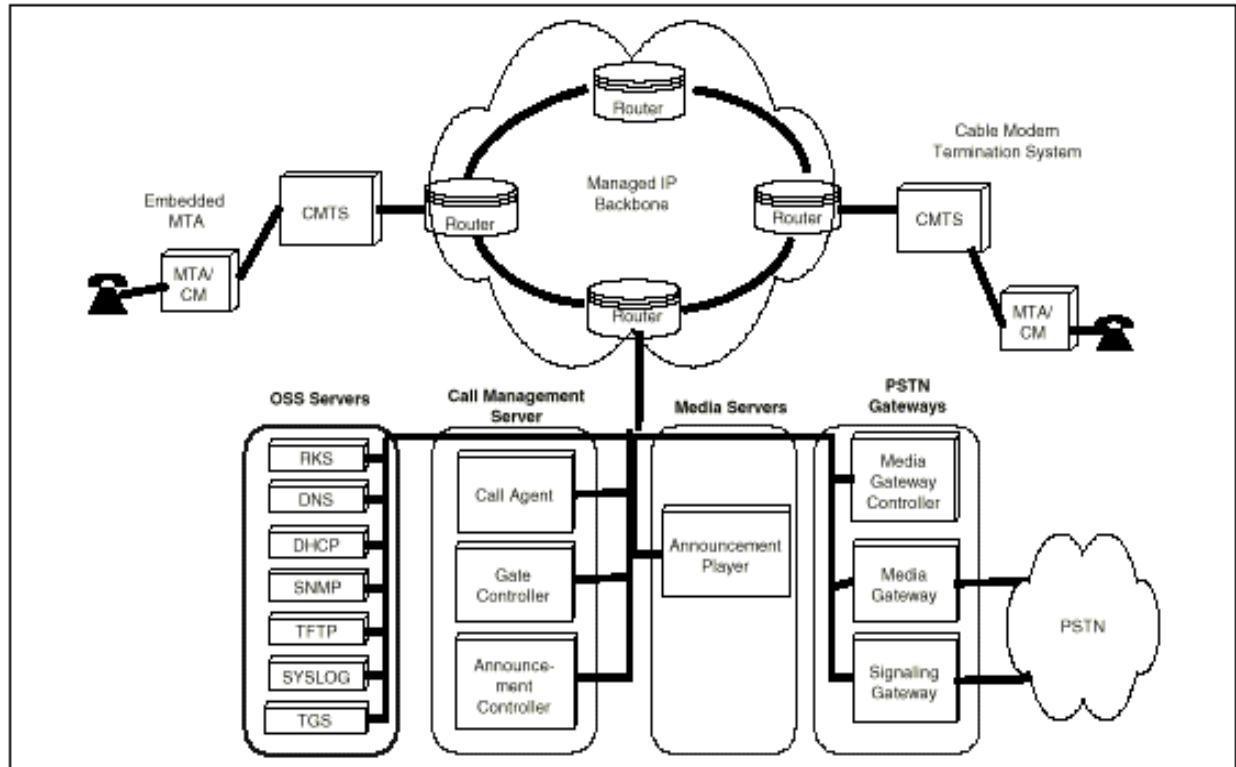 Router
Cable Modem
Termination System
Managed IP
Backbone
Embedded
MTA
CMTS
Router
Router
CMTS
MTA/
CM
Router
MTA/
CM
OSS Servers
Call Management
Server
Media Servers
PSTN
Gateways
RKS
DNS
DHCP
SNMP
TFTP
SYSLOG
TGS
Call Agent
Gate
Controller
Announce-
ment
Controller
Announcement
Player
Media
Gateway
Controller
Media
Gateway
Signaling
Gateway
PSTN